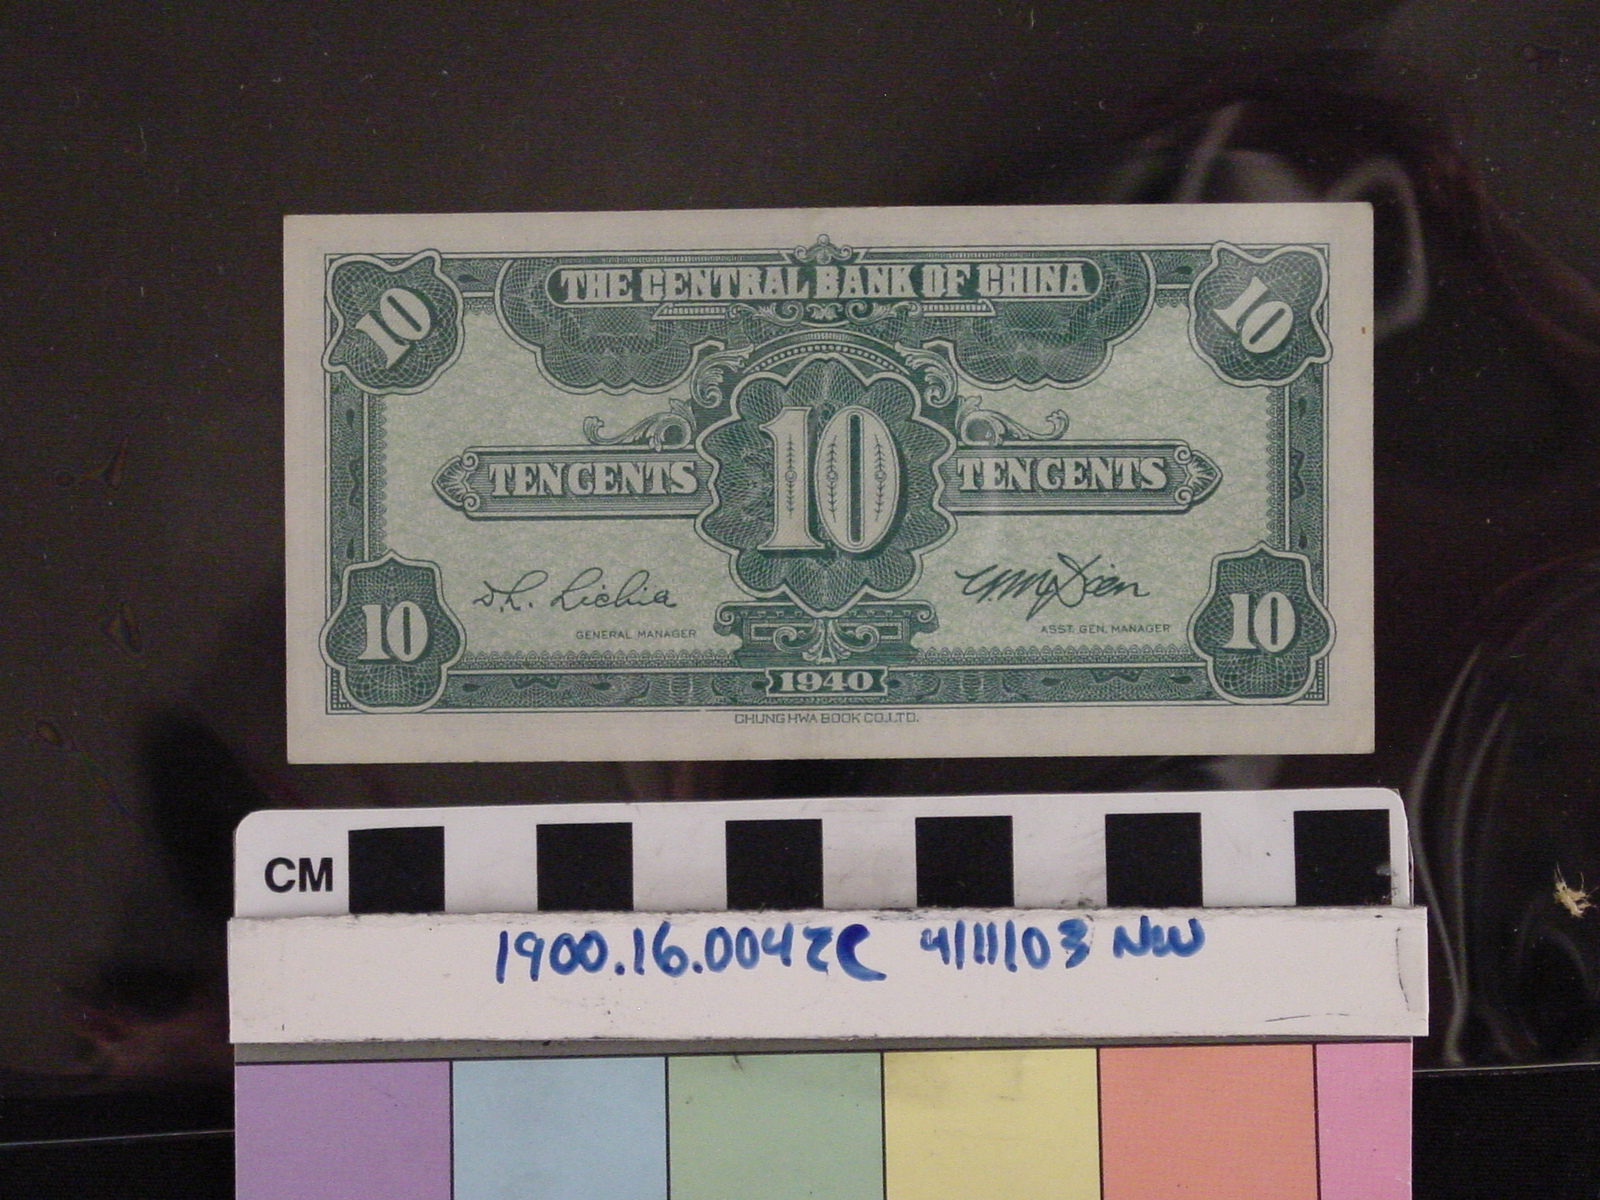 10 THE CENTRAL BANK OF CHINA 10
TEN CENTS 10 TEN CENTS
GENERAL MANAGER
ASST. GEN. MANAGER
10 10
1940
CHUNG HWA BOOK CO. LTD.
CM
1900.16.0042C 4/11/03 NW